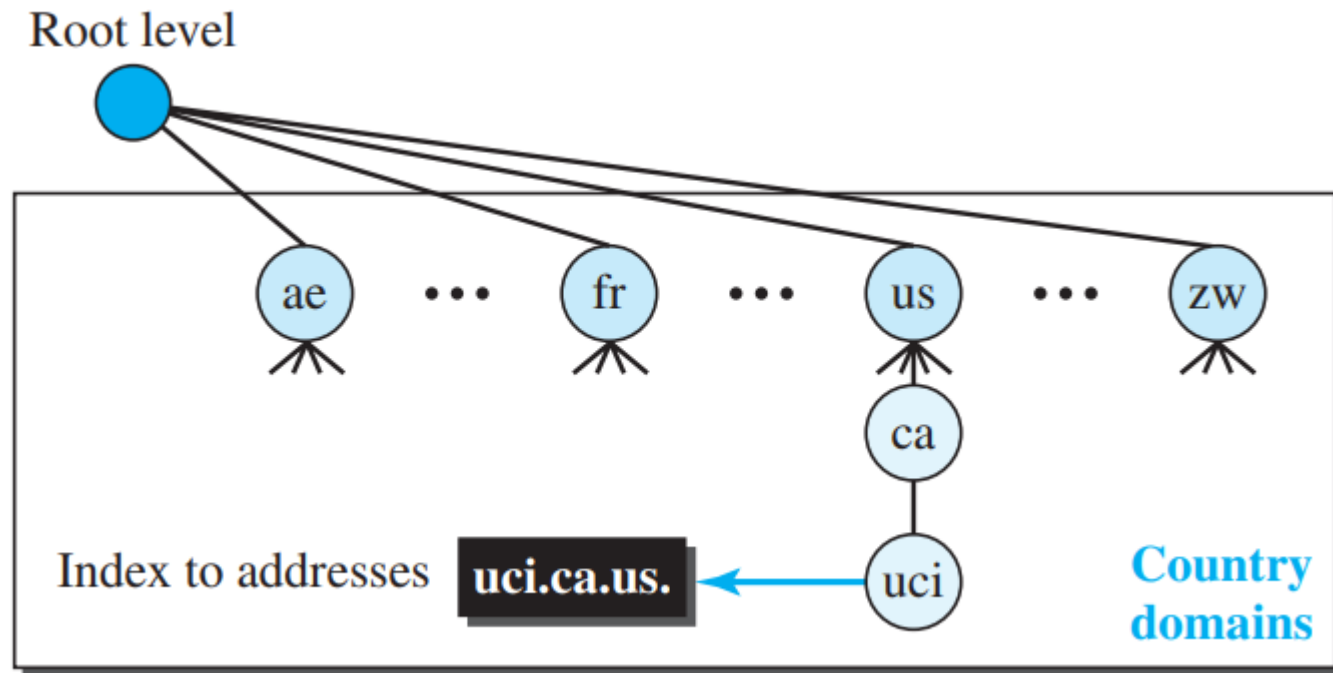 Root level
ae ••• fr ••• us ••• zw
ca
Index to addresses uci.ca.us. uci
Country
domains